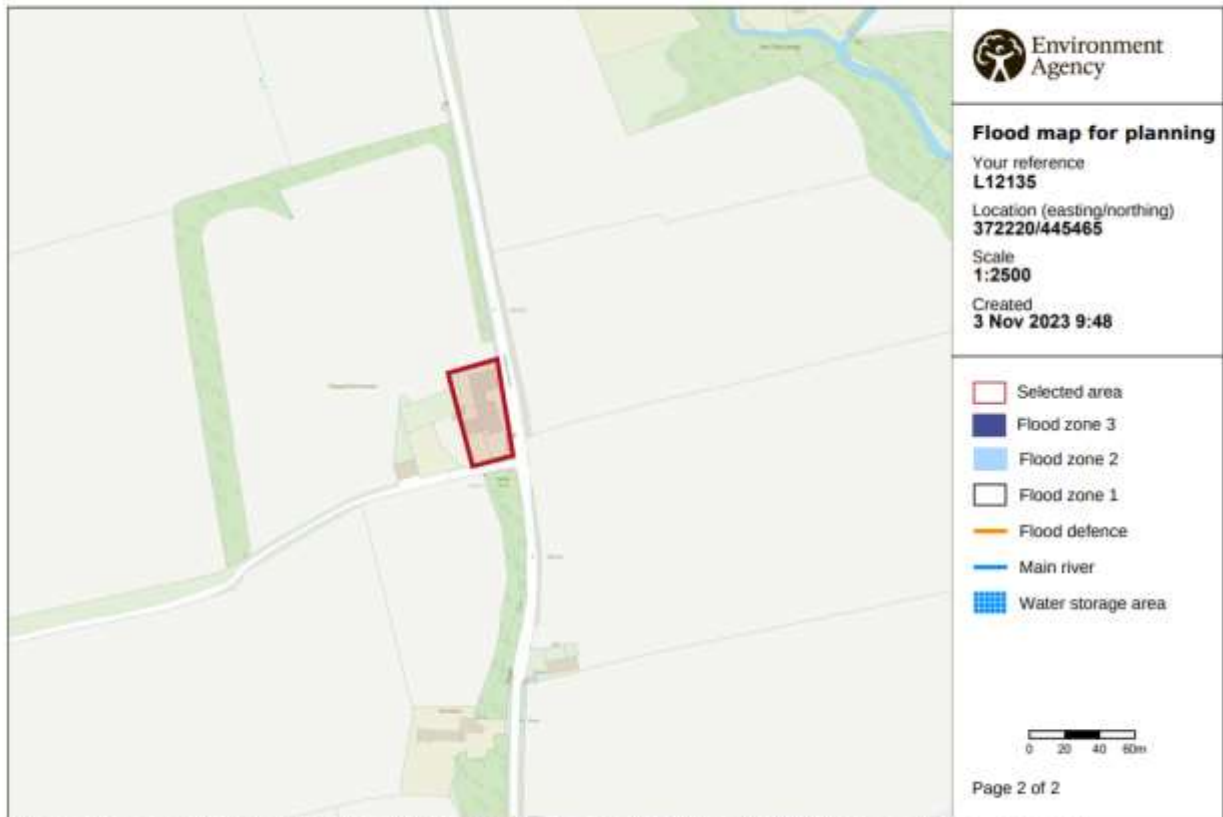 Environment
Agency
Flood map for planning
Your reference
L12135
Location (easting/northing)
372220/445465
Scale
1:2500
Created
3 Nov 2023 9:48
Selected area
Flood zone 3
Flood zone 2
Flood zone 1
Flood defence
Main river
Water storage area
0 20 40 60m
Page 2 of 2